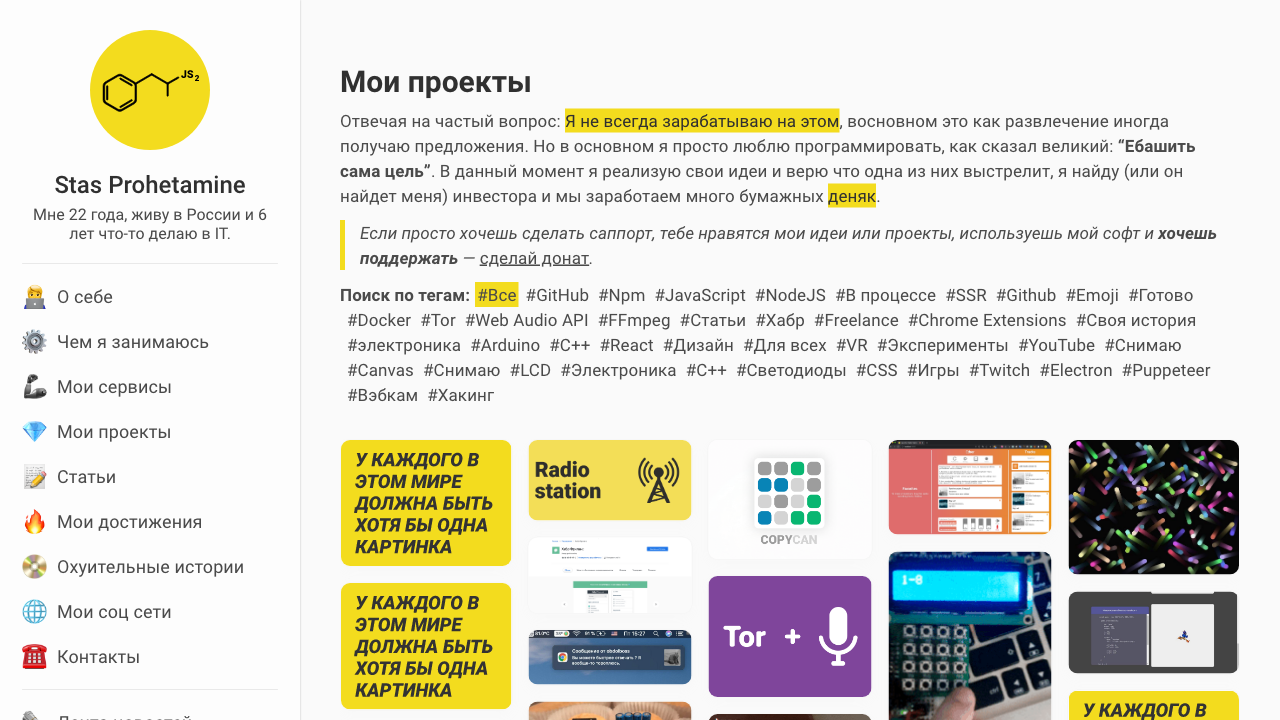 JS2
Stas Prohetamine
Мне 22 года, живу в России и 6
лет что-то делаю в IT.
О себе
Чем я занимаюсь
Мои сервисы
Мои проекты
Статьи
Мои достижения
Охуительные истории
Мои соц сети
Контакты
Мои проекты
Отвечая на частый вопрос: Я не всегда зарабатываю на этом, восновном это как развлечение иногда
получаю предложения. Но в основном я просто люблю программировать, как сказал великий: “Ебашить
сама цель”. В данный момент я реализую свои идеи и верю что одна из них выстрелит, я найду (или он
найдет меня) инвестора и мы заработаем много бумажных деняк.
Если просто хочешь сделать саппорт, тебе нравятся мои идеи или проекты, используешь мой софт и хочешь
поддержать — сделай донат.
Поиск по тегам: #Все #GitHub #Npm #JavaScript #NodeJS #В процессе #SSR #Github #Emoji #Готово
#Docker #Tor #Web Audio API #FFmpeg #Статьи #Хабр #Freelance #Chrome Extensions #Своя история
#электроника #Arduino #C++ #React #Дизайн #Для всех #VR #Эксперименты #YouTube #Снимаю
#Canvas #Снимаю #LCD #Электроника #C++ #Светодиоды #CSS #Игры #Twitch #Electron #Puppeteer
#Вэбкам #Хакинг
У КАЖДОГО В
ЭТОМ МИРЕ
ДОЛЖНА БЫТЬ
ХОТЯ БЫ ОДНА
КАРТИНКА
У КАЖДОГО В
ЭТОМ МИРЕ
ДОЛЖНА БЫТЬ
ХОТЯ БЫ ОДНА
КАРТИНКА
Radio
station
COPYCAN
Tor +
1-0
У КАЖДОГО В